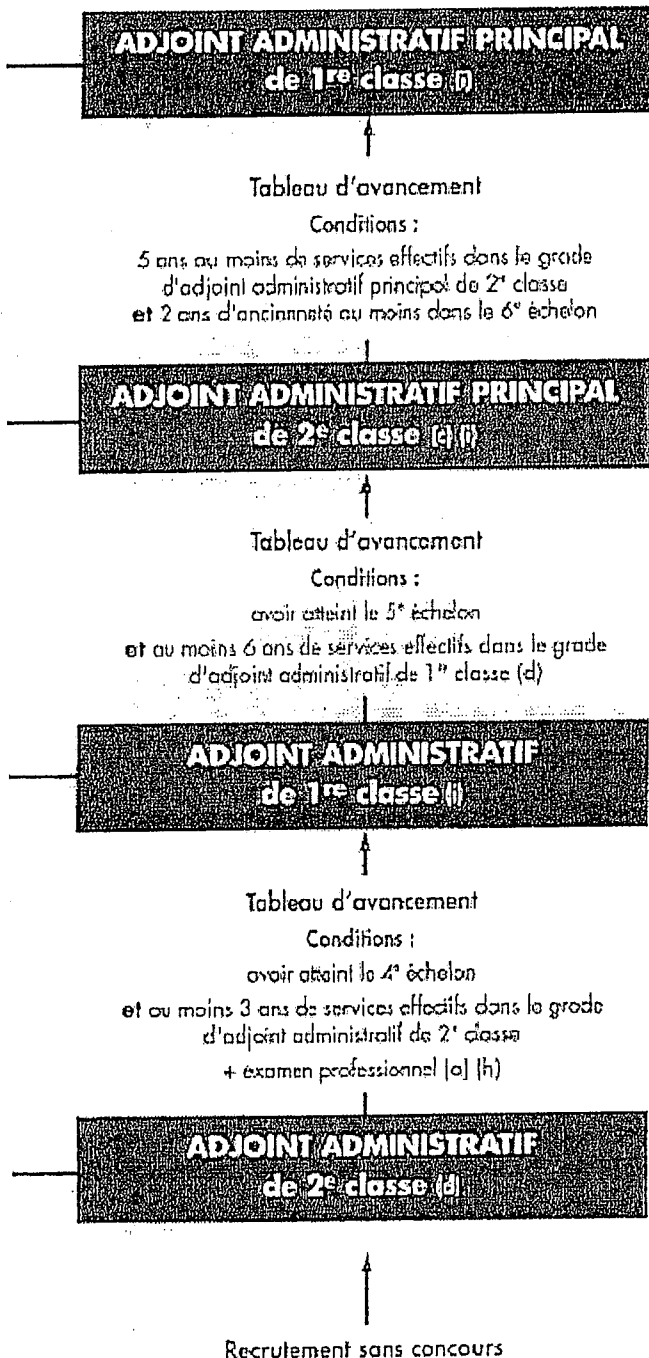 ADJOINT ADMINISTRATIF PRINCIPAL
de 1re classe (i)
Tableau d'avancement
Conditions :
5 ans au moins de services effectifs dans le grade
d'adjoint administratif principal de 2e classe
et 2 ans d'ancienneté au moins dans le 6e échelon
ADJOINT ADMINISTRATIF PRINCIPAL
de 2e classe (c) (i)
Tableau d'avancement
Conditions :
avoir atteint le 5e échelon
et au moins 6 ans de services effectifs dans le grade
d'adjoint administratif de 1re classe (d)
ADJOINT ADMINISTRATIF
de 1re classe (i)
Tableau d'avancement
Conditions :
avoir atteint le 4e échelon
et au moins 3 ans de services effectifs dans le grade
d'adjoint administratif de 2e classe
+ examen professionnel (a) (h)
ADJOINT ADMINISTRATIF
de 2e classe
Recrutement sans concours